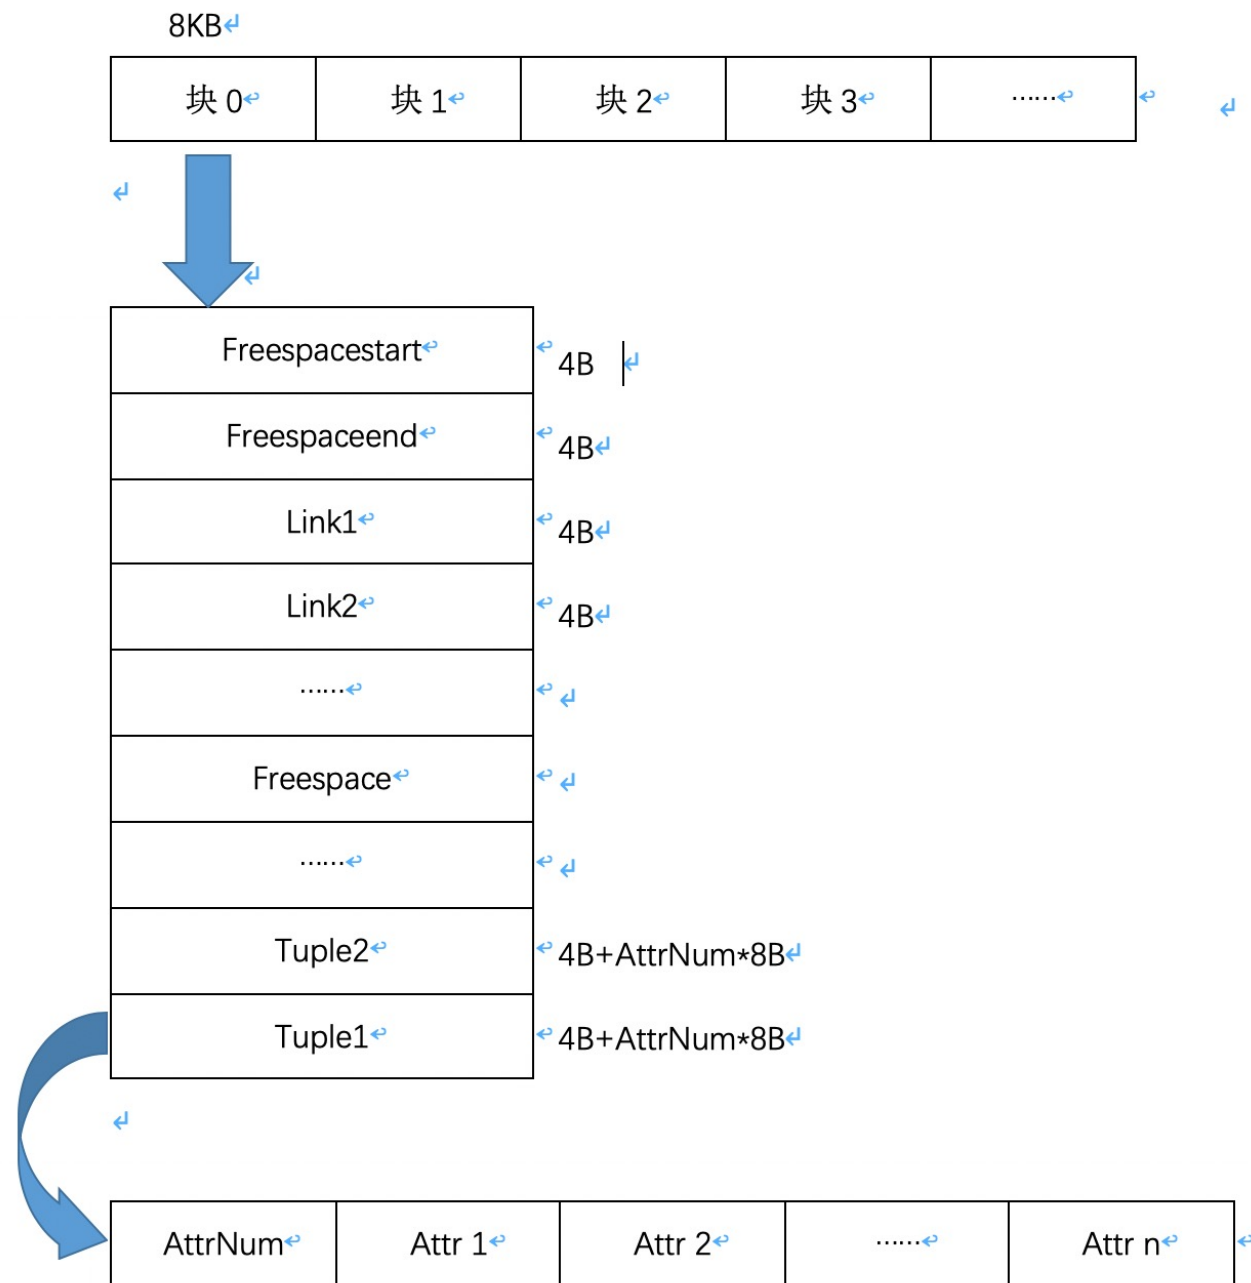 8KB
块 0 块 1 块 2 块 3 ……
Freespacestart 4B
Freespaceend 4B
Link1 4B
Link2 4B
……
Freespace
……
Tuple2 4B+AttrNum*8B
Tuple1 4B+AttrNum*8B
AttrNum Attr 1 Attr 2 …… Attr n